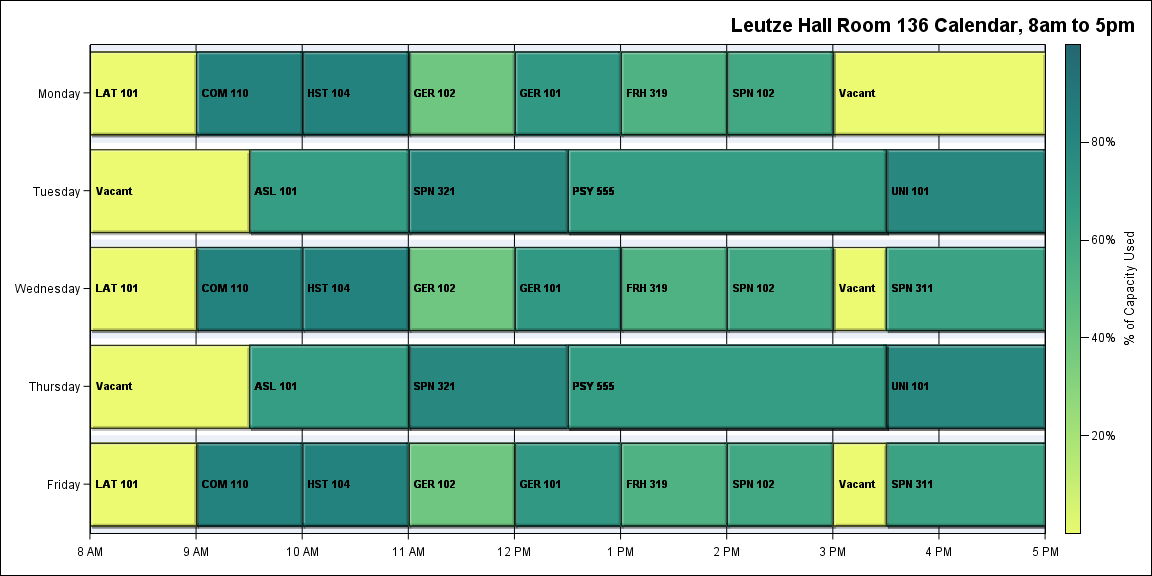 Leutze Hall Room 136 Calendar, 8am to 5pm
Monday
LAT 101
COM 110
HST 104
GER 102
GER 101
FRH 319
SPN 102
Vacant
Tuesday
Vacant
ASL 101
SPN 321
PSY 555
UNI 101
Wednesday
LAT 101
COM 110
HST 104
GER 102
GER 101
FRH 319
SPN 102
Vacant
SPN 311
Thursday
Vacant
ASL 101
SPN 321
PSY 555
UNI 101
Friday
LAT 101
COM 110
HST 104
GER 102
GER 101
FRH 319
SPN 102
Vacant
SPN 311
8 AM
9 AM
10 AM
11 AM
12 PM
1 PM
2 PM
3 PM
4 PM
5 PM
80%
60%
40%
20%
% of Capacity Used